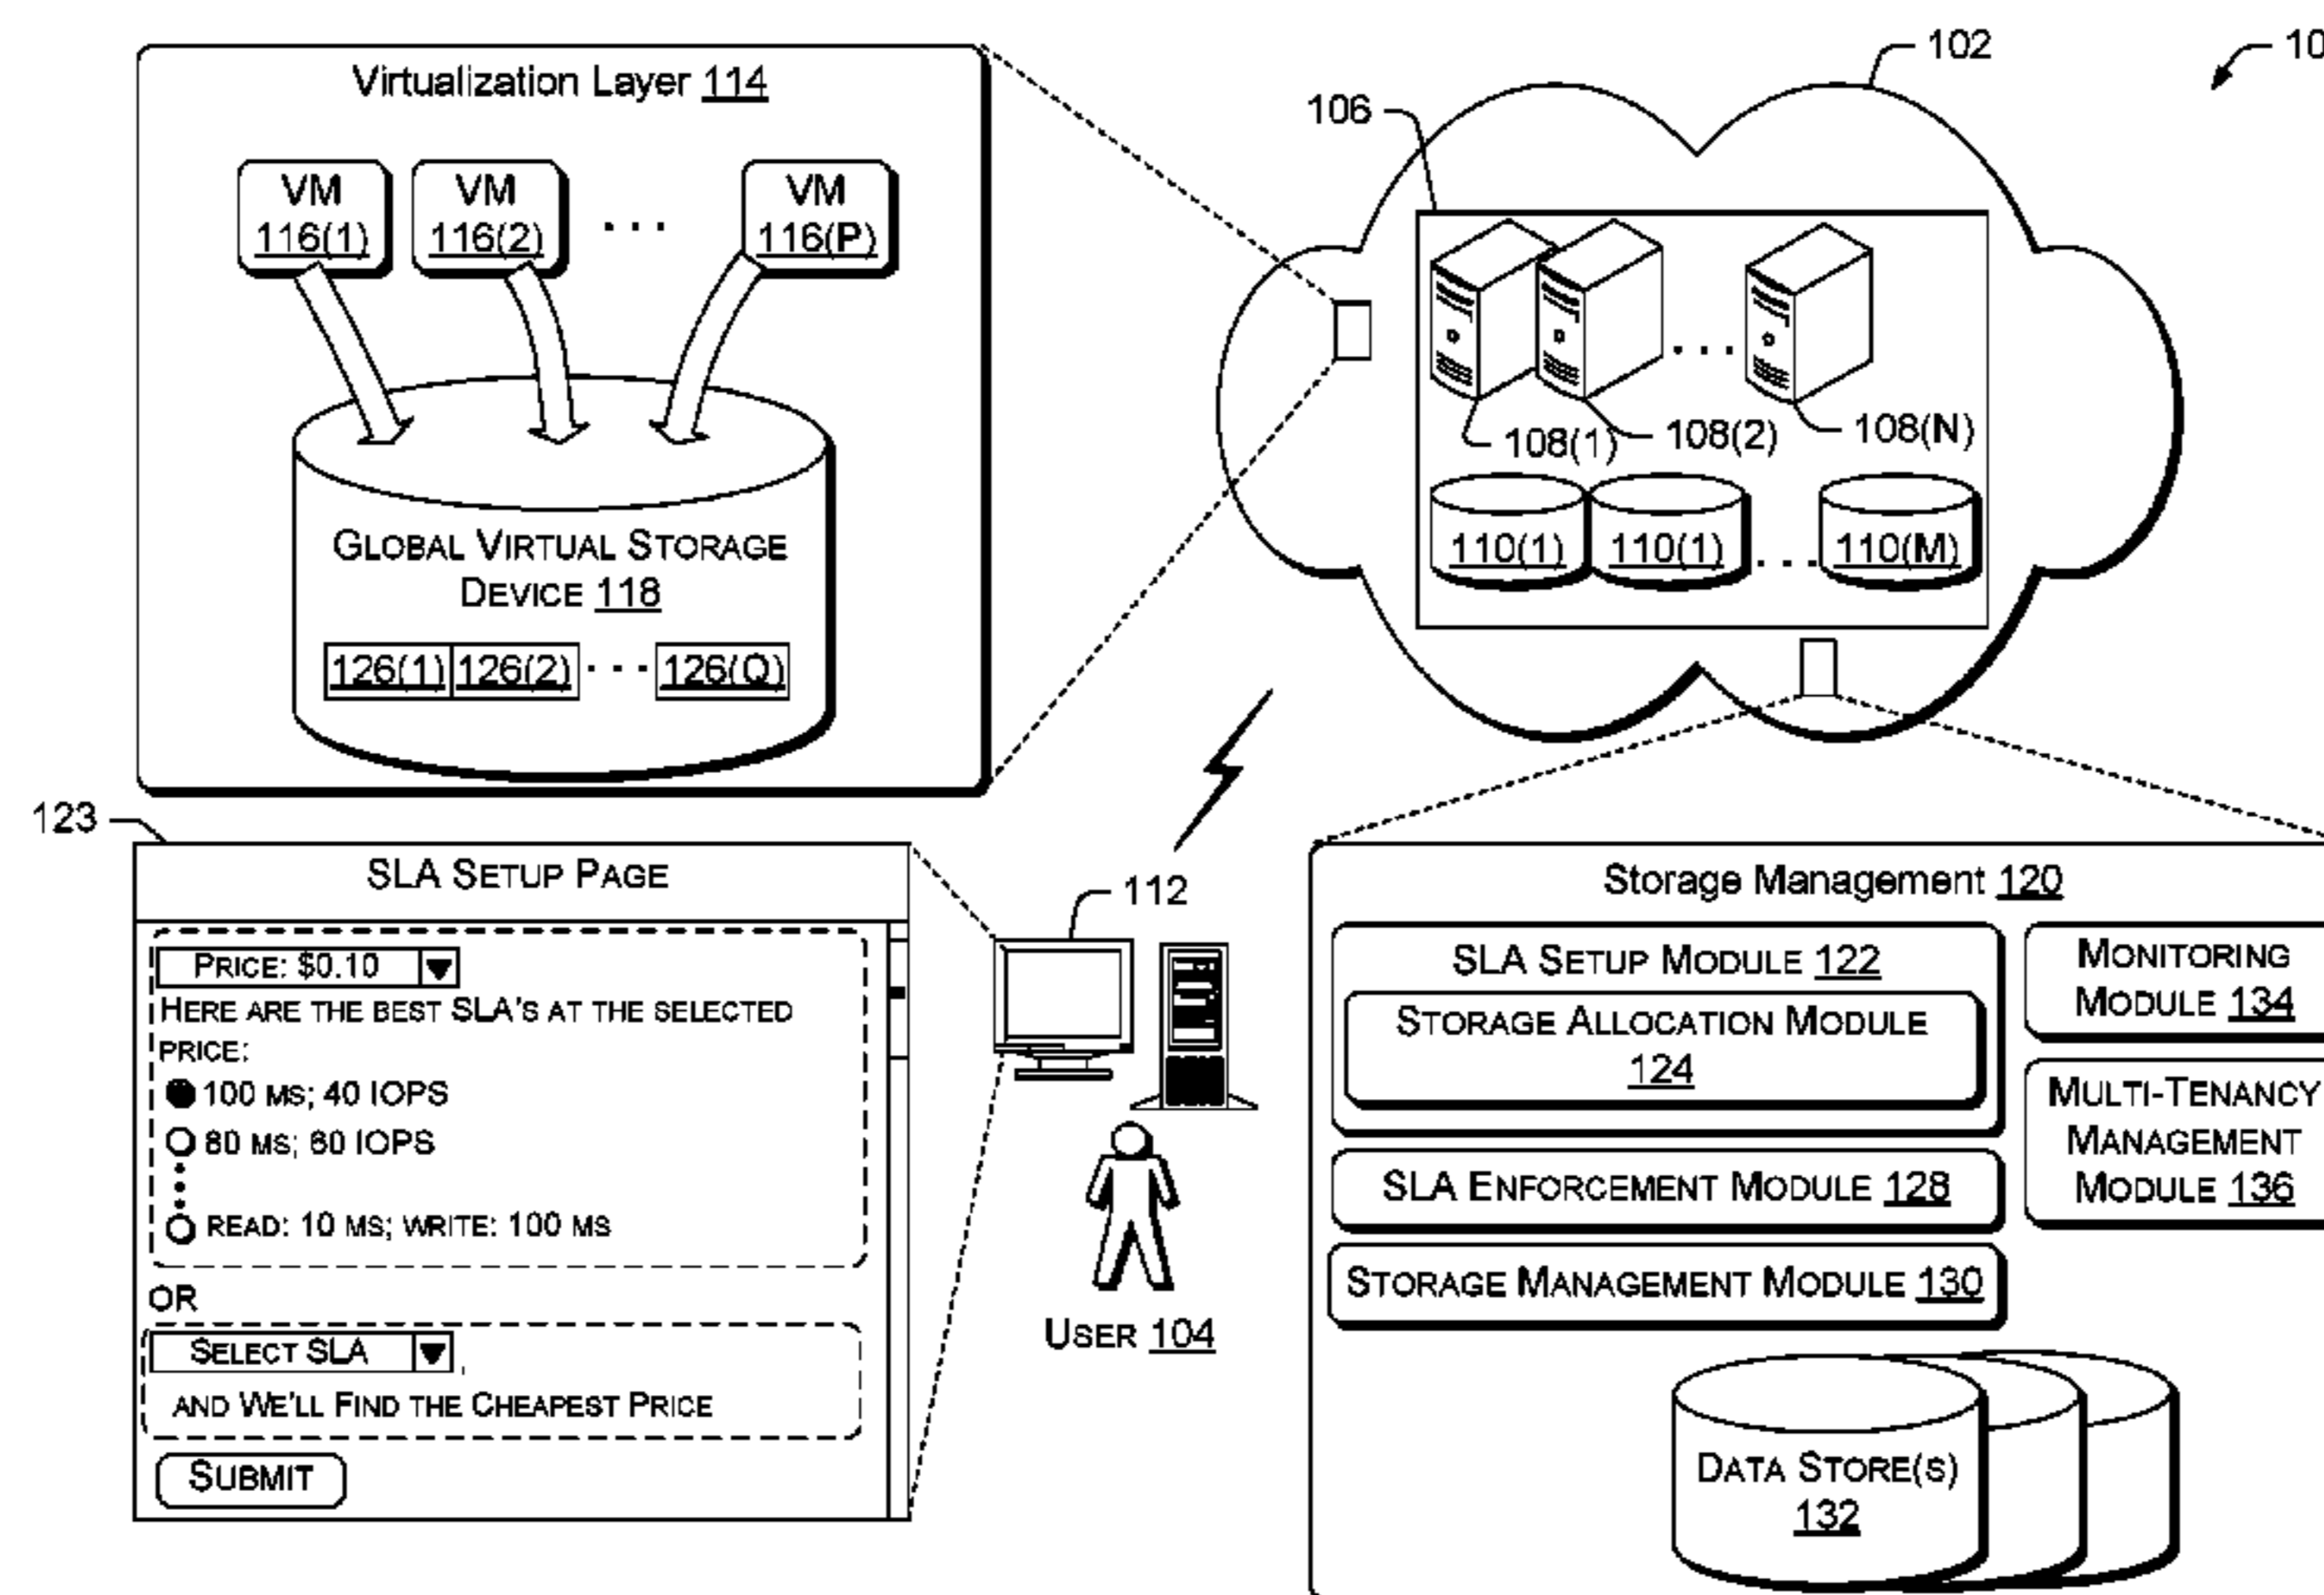 Virtualization Layer 114
VM
116(1)
VM
116(2)
. . .
VM
116(P)
GLOBAL VIRTUAL STORAGE
DEVICE 118
126(1) 126(2) . . . 126(Q)
102
106
108(1)
108(2)
. . .
108(N)
110(1) 110(1) . . . 110(M)
123
SLA SETUP PAGE
PRICE: $0.10
HERE ARE THE BEST SLA'S AT THE SELECTED
PRICE:
100 MS; 40 IOPS
80 MS; 60 IOPS
READ: 10 MS; WRITE: 100 MS
OR
SELECT SLA
AND WE'LL FIND THE CHEAPEST PRICE
SUBMIT
112
USER 104
Storage Management 120
SLA SETUP MODULE 122
STORAGE ALLOCATION MODULE
124
SLA ENFORCEMENT MODULE 128
STORAGE MANAGEMENT MODULE 130
MONITORING
MODULE 134
MULTI-TENANCY
MANAGEMENT
MODULE 136
DATA STORE(S)
132